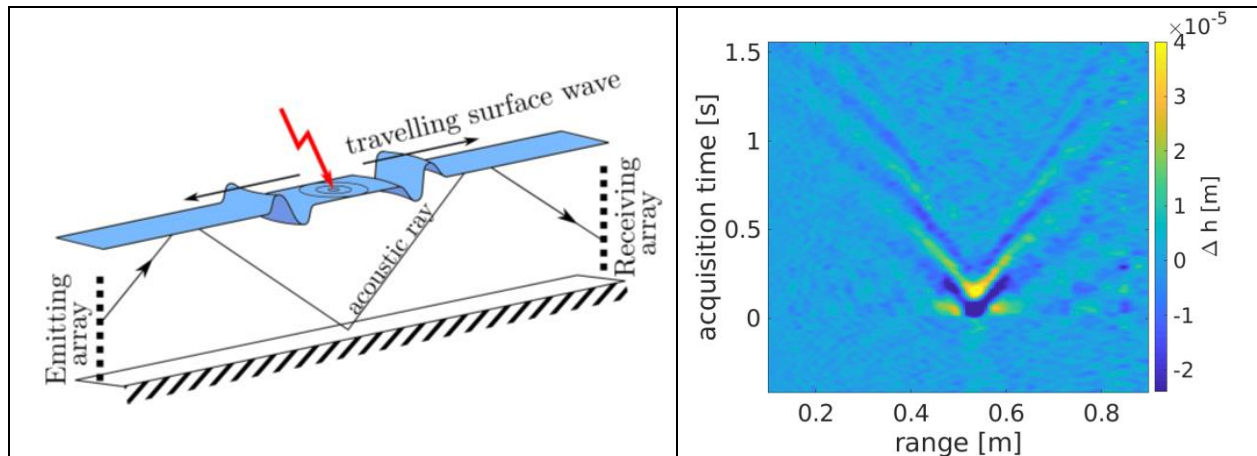 travelling surface wave
acoustic ray
Emitting
array
Receiving
array
×10⁻⁵
1.5
1
0.5
0
acquisition time [s]
0.2
0.4
0.6
0.8
range [m]
4
3
2
1
0
-1
-2
Δ h [m]